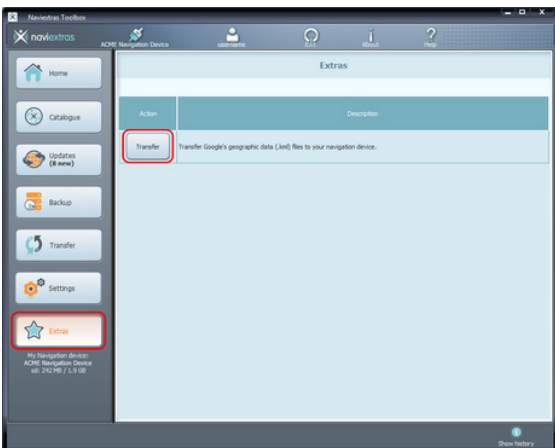 Naviextras Toolbox
naviextras
ACME Navigation Device
username
Exit
About
Help
Home
Catalogue
Updates
(8 new)
Backup
Transfer
Settings
Extras
My Navigation device:
ACME Navigation Device
sd: 242 MB / 1.9 GB
Extras
Action
Description
Transfer
Transfer Google's geographic data (.kml) files to your navigation device.
Show history